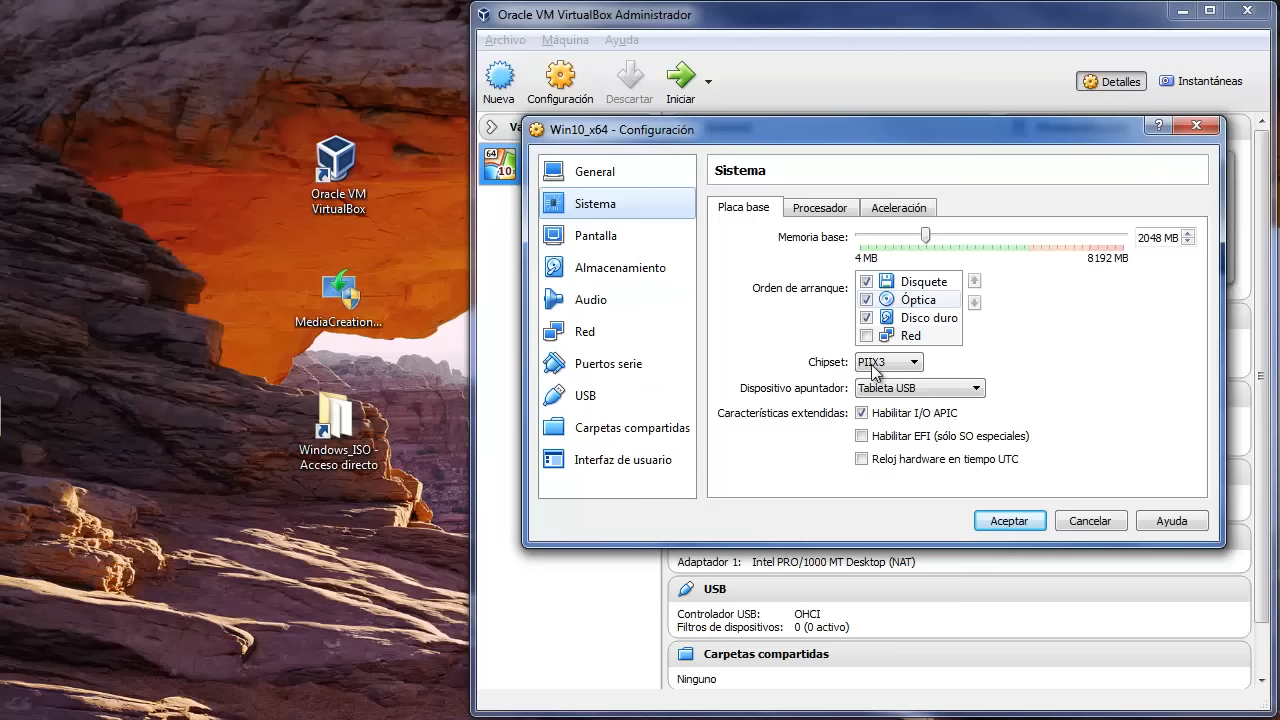 Oracle VM VirtualBox Administrador
Archivo Máquina Ayuda
Nueva Configuración Descartar Iniciar
Detalles Instantáneas
Oracle VM
VirtualBox
MediaCreation...
Windows_ISO -
Acceso directo
64
10
Win10_x64 - Configuración
?
General
Sistema
Pantalla
Almacenamiento
Audio
Red
Puertos serie
USB
Carpetas compartidas
Interfaz de usuario
Sistema
Placa base Procesador Aceleración
Memoria base: 2048 MB
4 MB 8192 MB
Orden de arranque: Disquete
Óptica
Disco duro
Red
Chipset: PIIX3
Dispositivo apuntador: Tableta USB
Características extendidas: Habilitar I/O APIC
Habilitar EFI (sólo SO especiales)
Reloj hardware en tiempo UTC
Aceptar Cancelar Ayuda
Adaptador 1: Intel PRO/1000 MT Desktop (NAT)
USB
Controlador USB: OHCI
Filtros de dispositivos: 0 (0 activo)
Carpetas compartidas
Ninguno